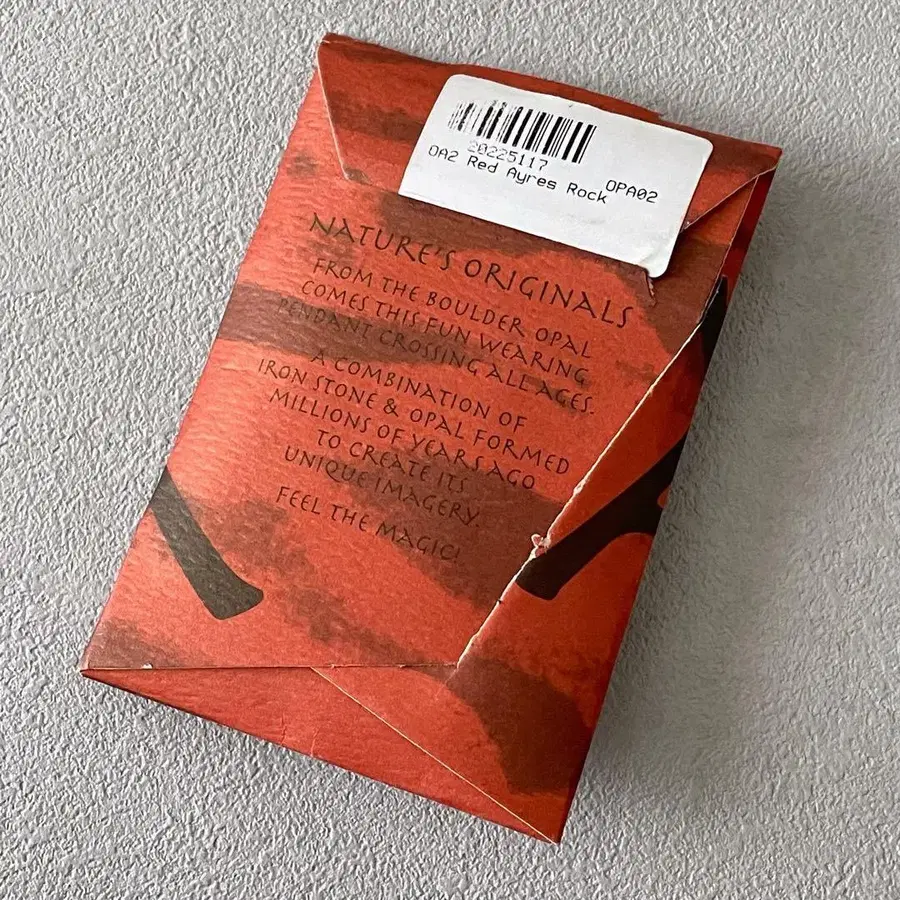 20225117
OPA02
OA2 Red Ayres Rock
NATURE'S ORIGINALS
FROM THE BOULDER OPAL
COMES THIS FUN WEARING
PENDANT CROSSING ALL AGES.
A COMBINATION OF
IRON STONE & OPAL FORMED
MILLIONS OF YEARS AGO
TO CREATE ITS
UNIQUE IMAGERY.
FEEL THE MAGIC!